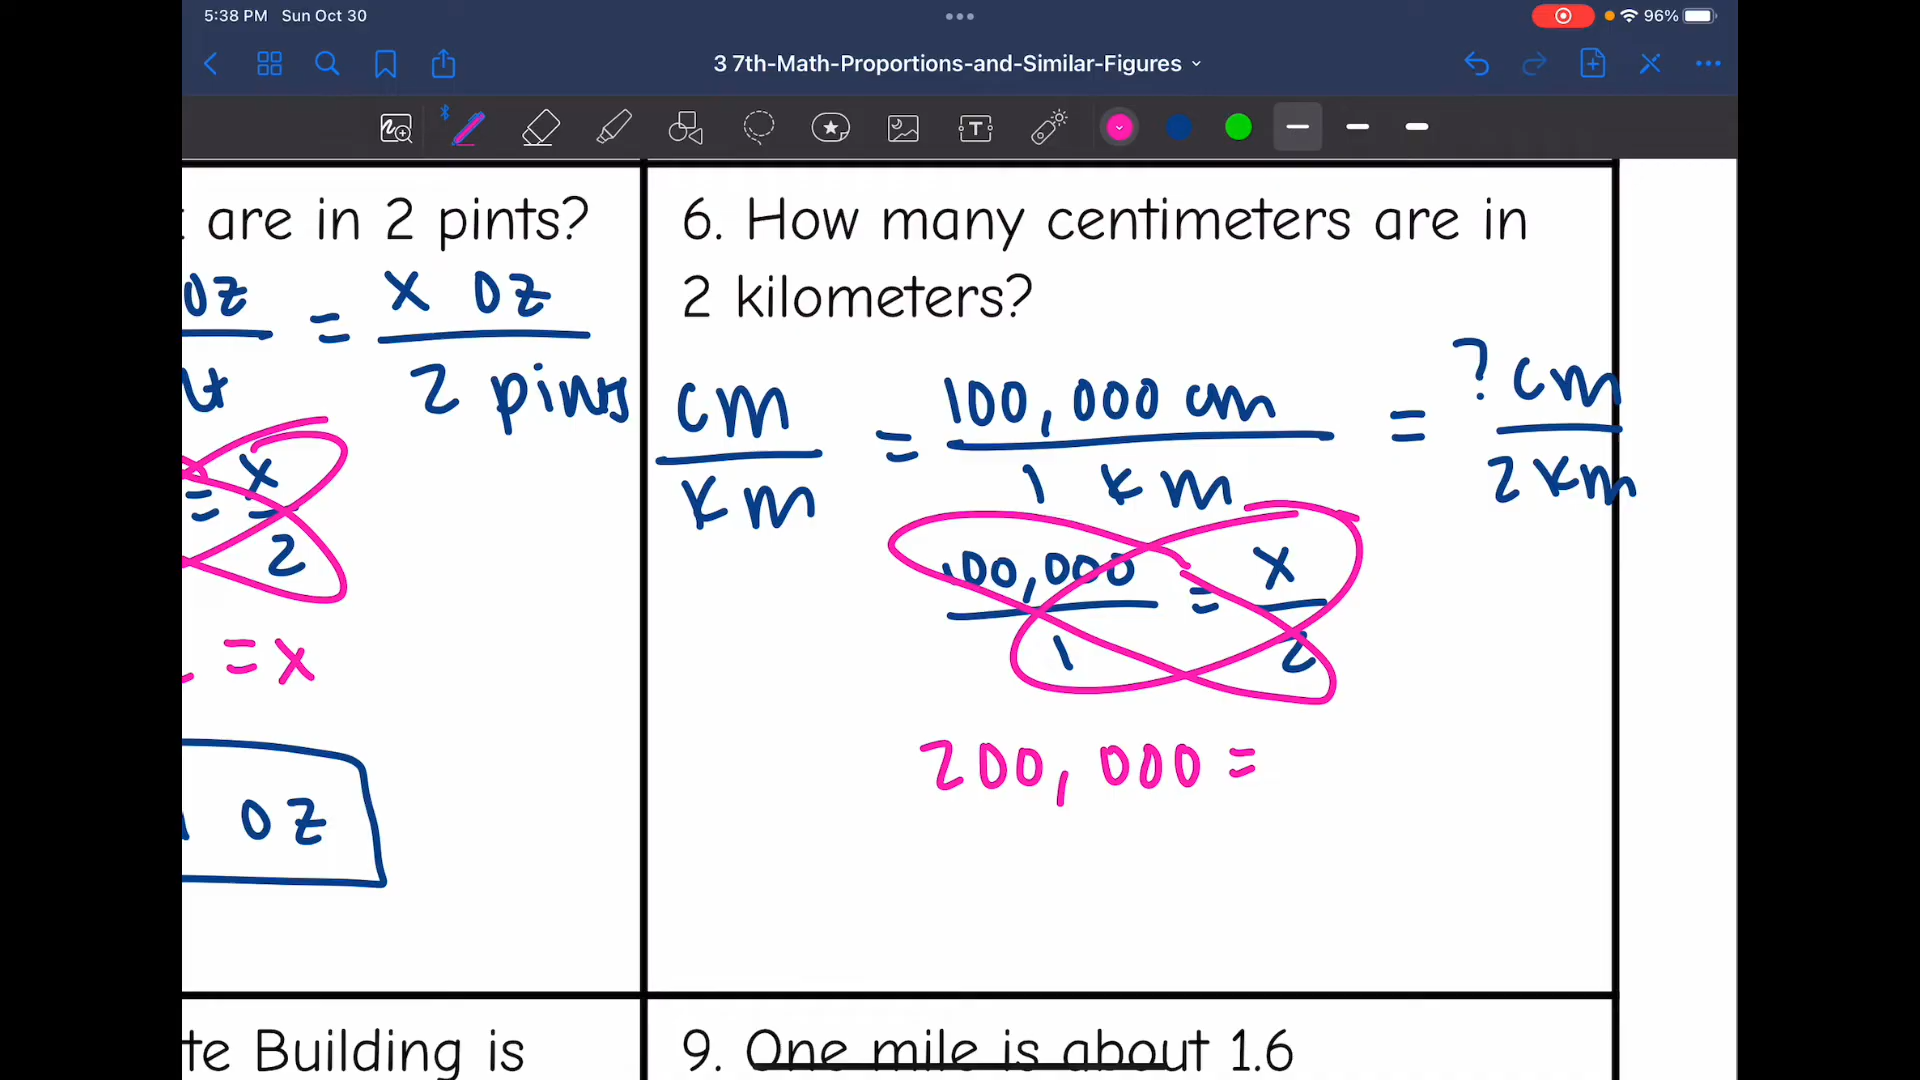 5:38 PM Sun Oct 30
96%
3 7th-Math-Proportions-and-Similar-Figures
are in 2 pints?
oz = x oz
2 pints
= x
2
= x
oz
6. How many centimeters are in
2 kilometers?
cm = 100,000 cm = ? cm
km 1 km 2 km
100,000 = x
1 2
200,000 =
te Building is
9. One mile is about 1.6